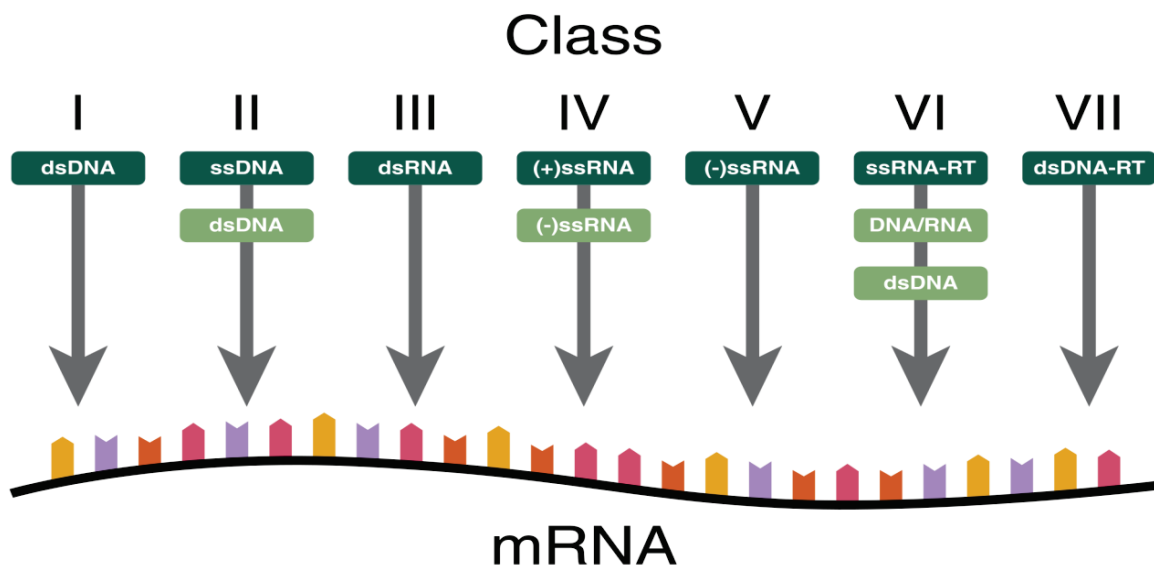 Class
I II III IV V VI VII
dsDNA ssDNA dsRNA (+)ssRNA (-)ssRNA ssRNA-RT dsDNA-RT
dsDNA (-)ssRNA DNA/RNA
dsDNA
mRNA